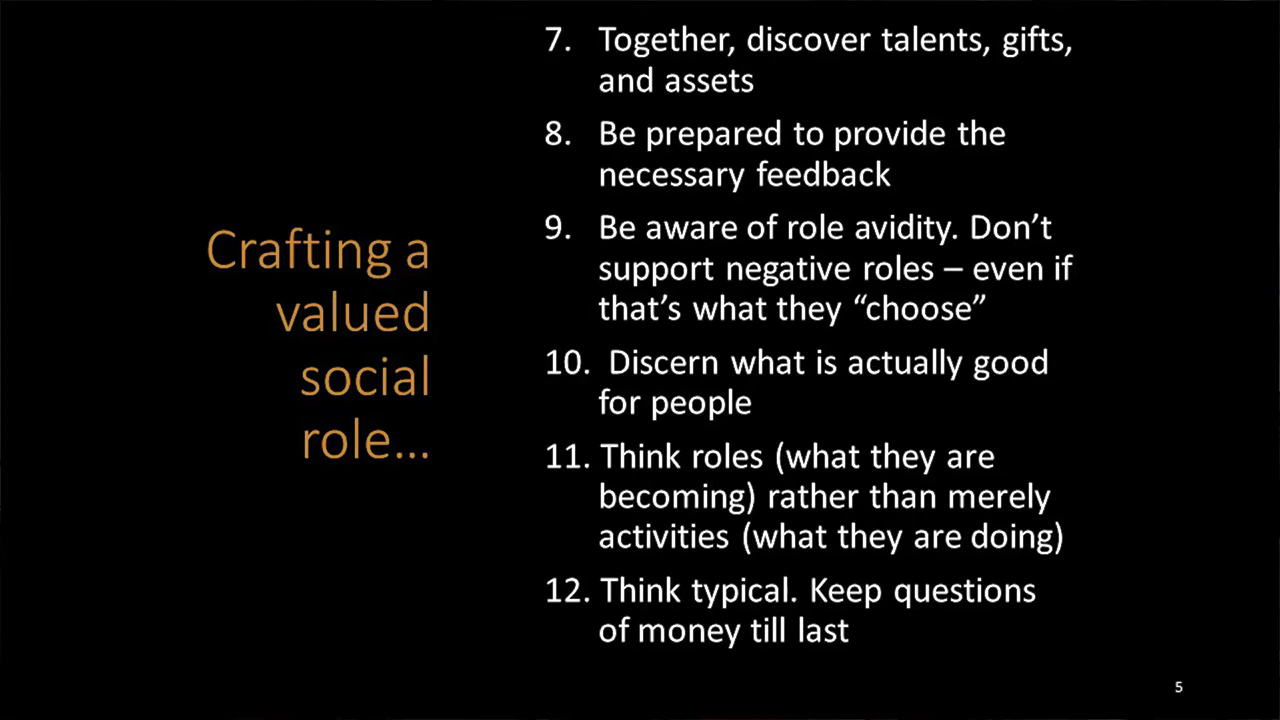 Crafting a
valued
social
role...
7. Together, discover talents, gifts,
and assets
8. Be prepared to provide the
necessary feedback
9. Be aware of role avidity. Don’t
support negative roles – even if
that’s what they “choose”
10. Discern what is actually good
for people
11. Think roles (what they are
becoming) rather than merely
activities (what they are doing)
12. Think typical. Keep questions
of money till last
5